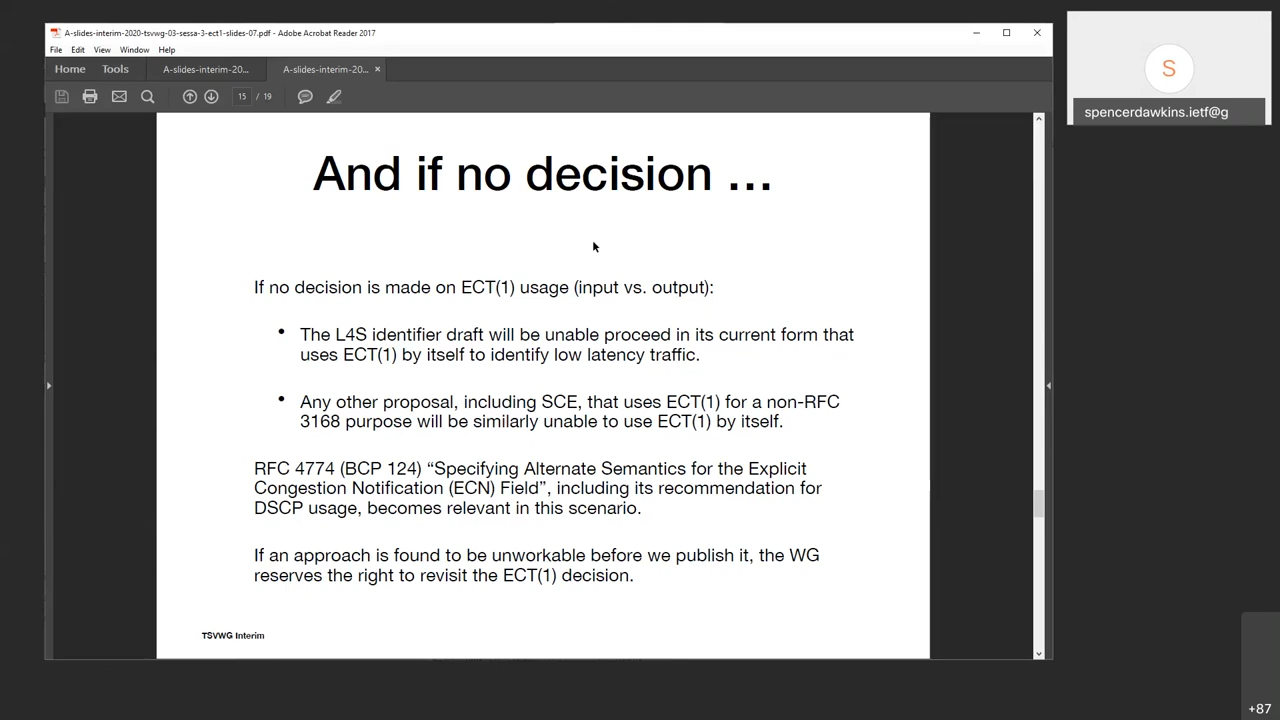 A-slides-interim-2020-tsvwg-03-sessa-3-ect1-slides-07.pdf - Adobe Acrobat Reader 2017
File Edit View Window Help
Home Tools A-slides-interim-20... A-slides-interim-20... ×
15 / 19
And if no decision …
If no decision is made on ECT(1) usage (input vs. output):
• The L4S identifier draft will be unable proceed in its current form that
uses ECT(1) by itself to identify low latency traffic.
• Any other proposal, including SCE, that uses ECT(1) for a non-RFC
3168 purpose will be similarly unable to use ECT(1) by itself.
RFC 4774 (BCP 124) “Specifying Alternate Semantics for the Explicit
Congestion Notification (ECN) Field”, including its recommendation for
DSCP usage, becomes relevant in this scenario.
If an approach is found to be unworkable before we publish it, the WG
reserves the right to revisit the ECT(1) decision.
TSVWG Interim
S
spencerdawkins.ietf@g
+87